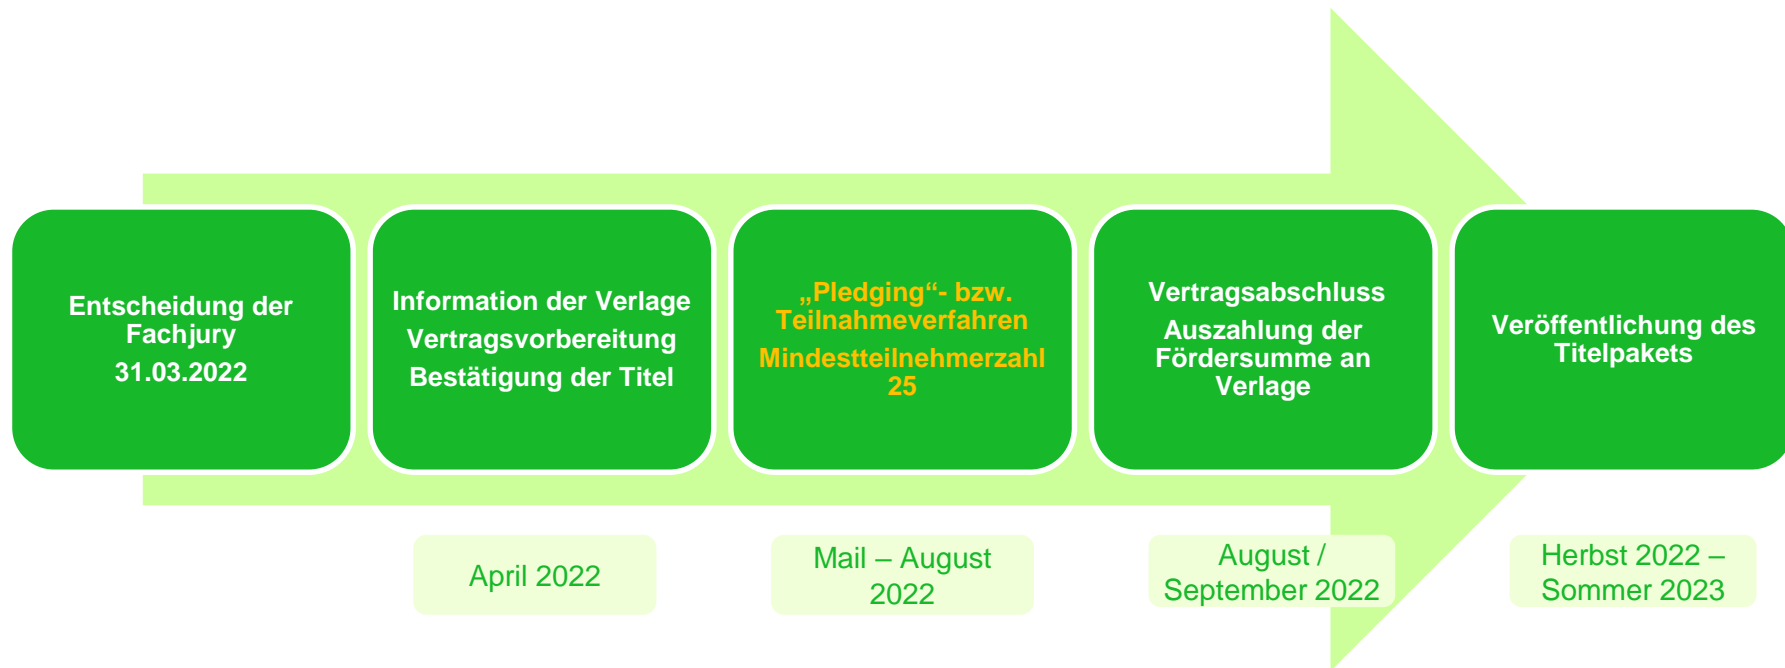 Entscheidung der
Fachjury
31.03.2022
Information der Verlage
Vertragsvorbereitung
Bestätigung der Titel
„Pledging“- bzw.
Teilnahmeverfahren
Mindestteilnehmerzahl
25
Vertragsabschluss
Auszahlung der
Fördersumme an
Verlage
Veröffentlichung des
Titelpakets
April 2022
Mail – August
2022
August /
September 2022
Herbst 2022 –
Sommer 2023